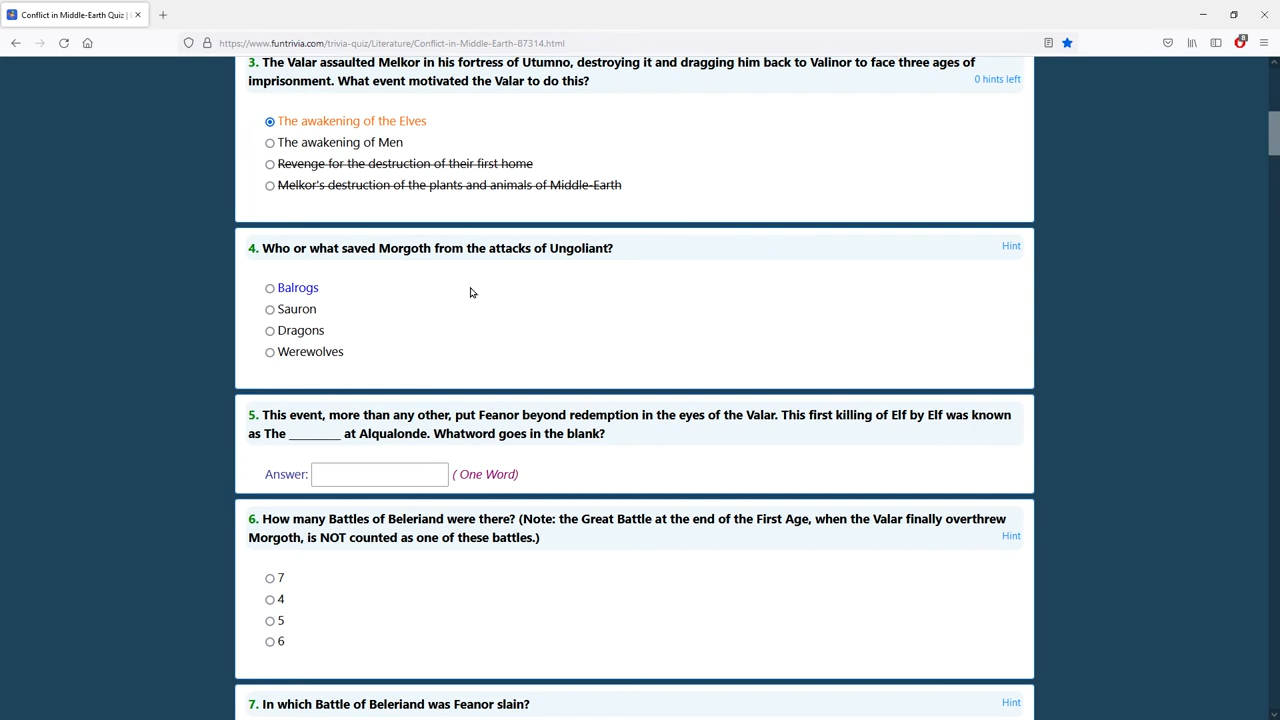 Conflict in Middle-Earth Quiz |
https://www.funtrivia.com/trivia-quiz/Literature/Conflict-in-Middle-Earth-87314.html
3. The Valar assaulted Melkor in his fortress of Utumno, destroying it and dragging him back to Valinor to face three ages of
imprisonment. What event motivated the Valar to do this?
0 hints left
The awakening of the Elves
The awakening of Men
Revenge for the destruction of their first home
Melkor's destruction of the plants and animals of Middle-Earth
4. Who or what saved Morgoth from the attacks of Ungoliant?
Hint
Balrogs
Sauron
Dragons
Werewolves
5. This event, more than any other, put Feanor beyond redemption in the eyes of the Valar. This first killing of Elf by Elf was known
as The ________ at Alqualonde. Whatword goes in the blank?
Answer: ( One Word)
6. How many Battles of Beleriand were there? (Note: the Great Battle at the end of the First Age, when the Valar finally overthrew
Morgoth, is NOT counted as one of these battles.)
Hint
7
4
5
6
7. In which Battle of Beleriand was Feanor slain?
Hint